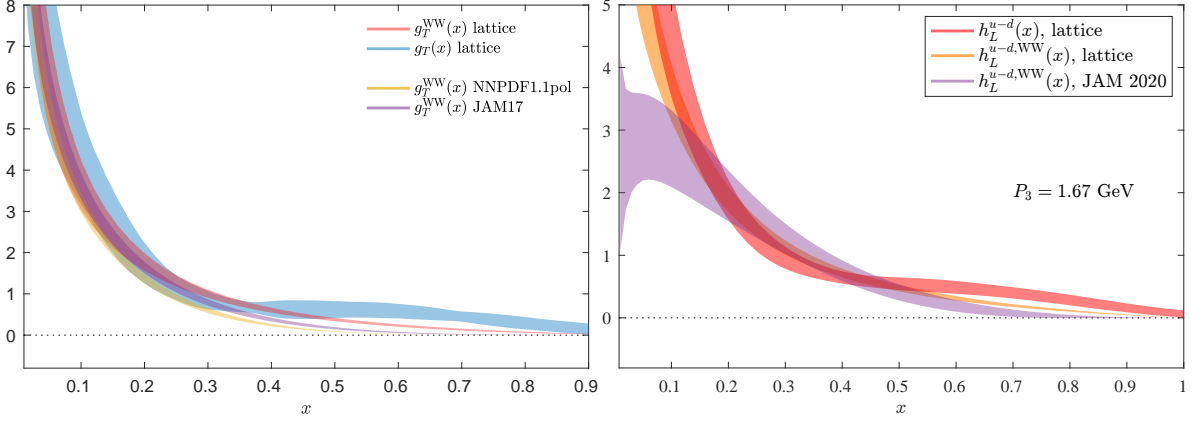 8
7
6
5
4
3
2
1
0
0.1 0.2 0.3 0.4 0.5 0.6 0.7 0.8 0.9
x
g_T^{WW}(x) lattice
g_T(x) lattice
g_T^{WW}(x) NNPDF1.1pol
g_T^{WW}(x) JAM17
5
4
3
2
1
0
0.1 0.2 0.3 0.4 0.5 0.6 0.7 0.8 0.9 1
x
h_L^{u-d}(x), lattice
h_L^{u-d,WW}(x), lattice
h_L^{u-d,WW}(x), JAM 2020
P_3 = 1.67 GeV